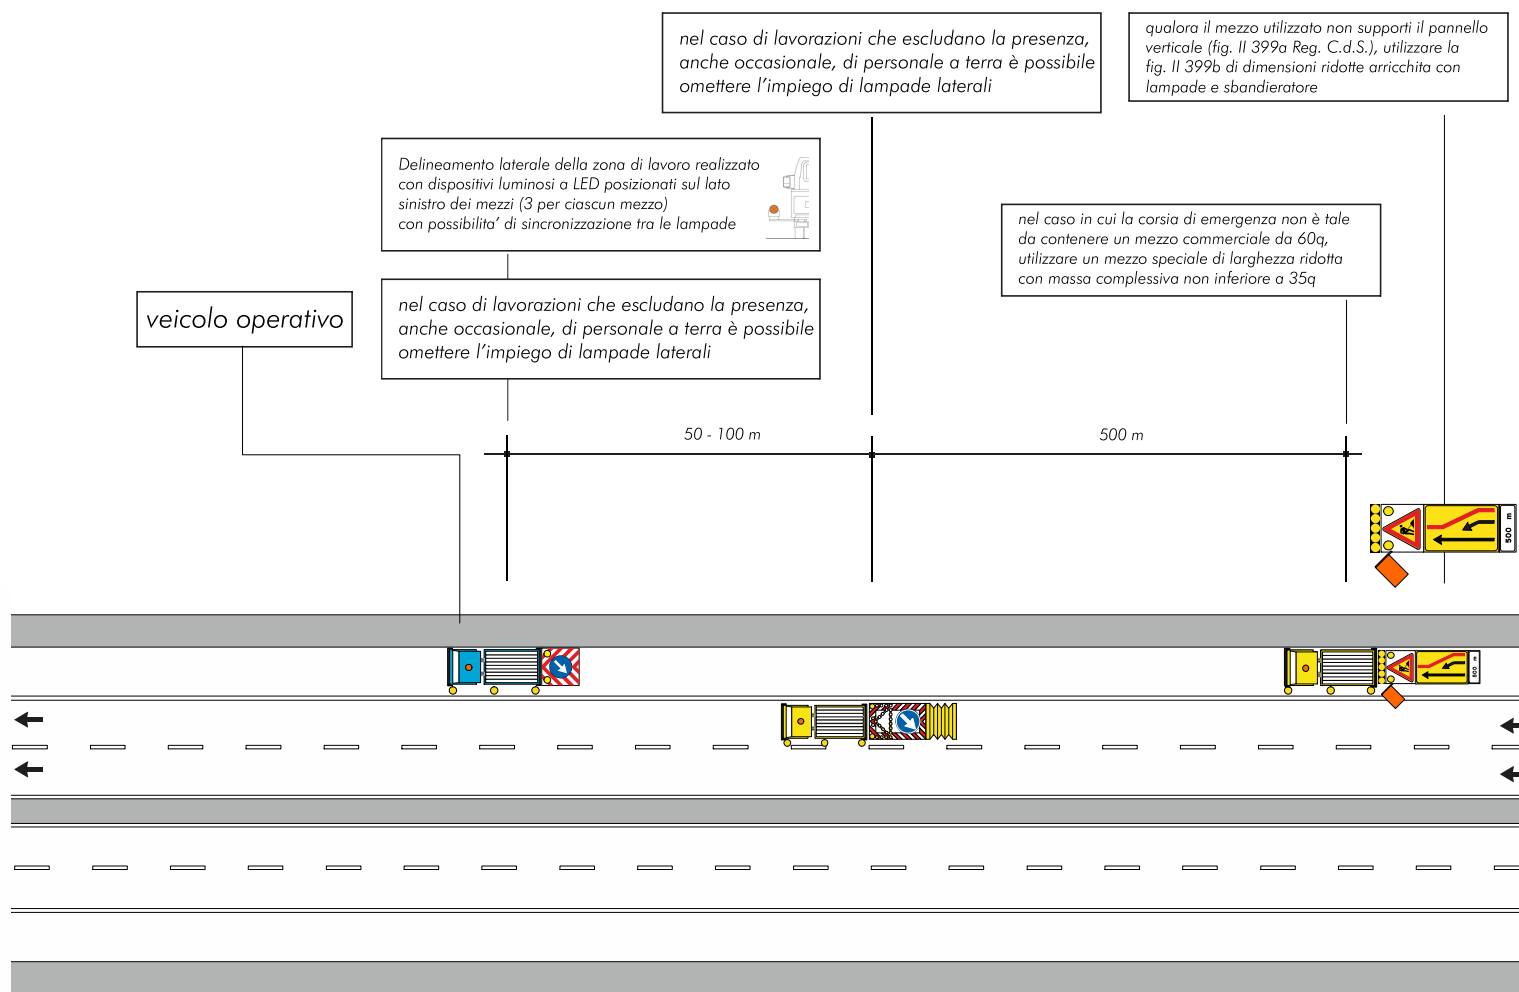 nel caso di lavorazioni che escludano la presenza,
anche occasionale, di personale a terra è possibile
omettere l'impiego di lampade laterali
qualora il mezzo utilizzato non supporti il pannello
verticale (fig. II 399a Reg. C.d.S.), utilizzare la
fig. II 399b di dimensioni ridotte arricchita con
lampade e sbandieratore
Delineamento laterale della zona di lavoro realizzato
con dispositivi luminosi a LED posizionati sul lato
sinistro dei mezzi (3 per ciascun mezzo)
con possibilita' di sincronizzazione tra le lampade
nel caso in cui la corsia di emergenza non è tale
da contenere un mezzo commerciale da 60q,
utilizzare un mezzo speciale di larghezza ridotta
con massa complessiva non inferiore a 35q
veicolo operativo
nel caso di lavorazioni che escludano la presenza,
anche occasionale, di personale a terra è possibile
omettere l'impiego di lampade laterali
50 - 100 m
500 m
500 m
500 m